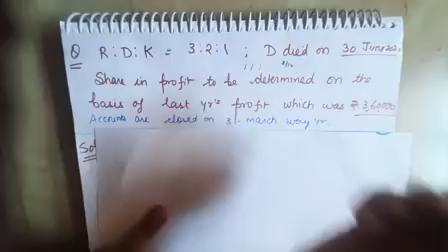 Q R:D:K = 3:2:1 ; D died on 30 June 202
Share in profit to be determined on the
basis of last yr's profit which was ₹ 3,60000
Accounts are closed on 31 march every yr.
Sol